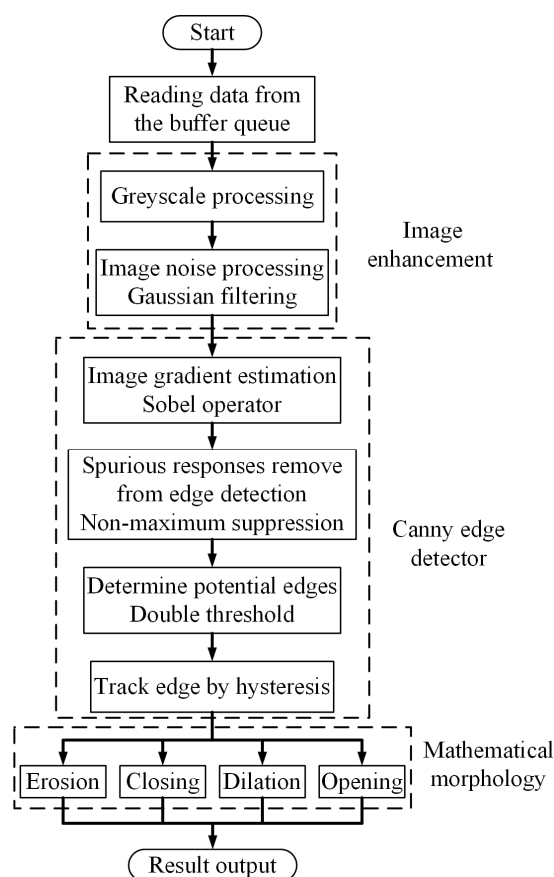 Start
Reading data from
the buffer queue
Greyscale processing
Image noise processing
Gaussian filtering
Image
enhancement
Image gradient estimation
Sobel operator
Spurious responses remove
from edge detection
Non-maximum suppression
Determine potential edges
Double threshold
Track edge by hysteresis
Canny edge
detector
Erosion
Closing
Dilation
Opening
Mathematical
morphology
Result output